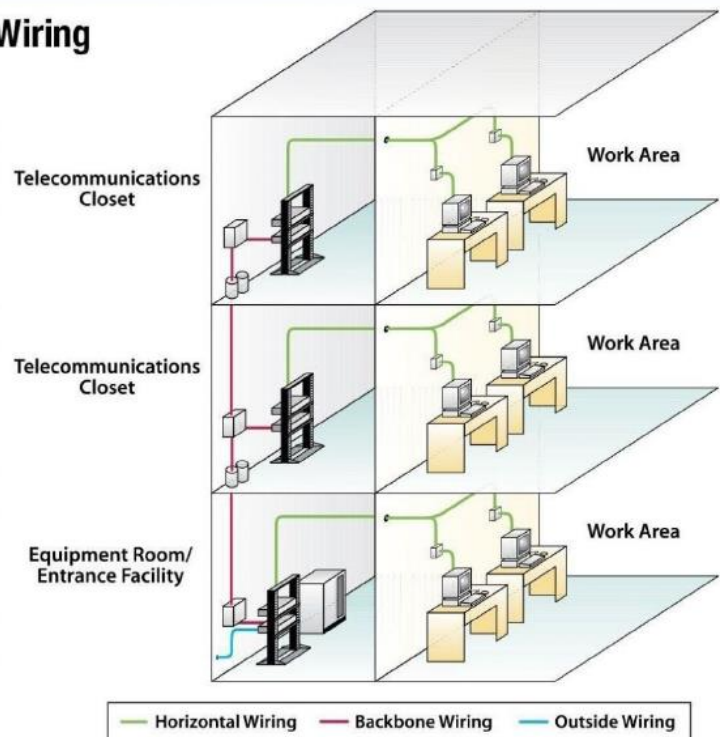 Wiring
Telecommunications
Closet
Work Area
Telecommunications
Closet
Work Area
Equipment Room/
Entrance Facility
Work Area
Horizontal Wiring Backbone Wiring Outside Wiring